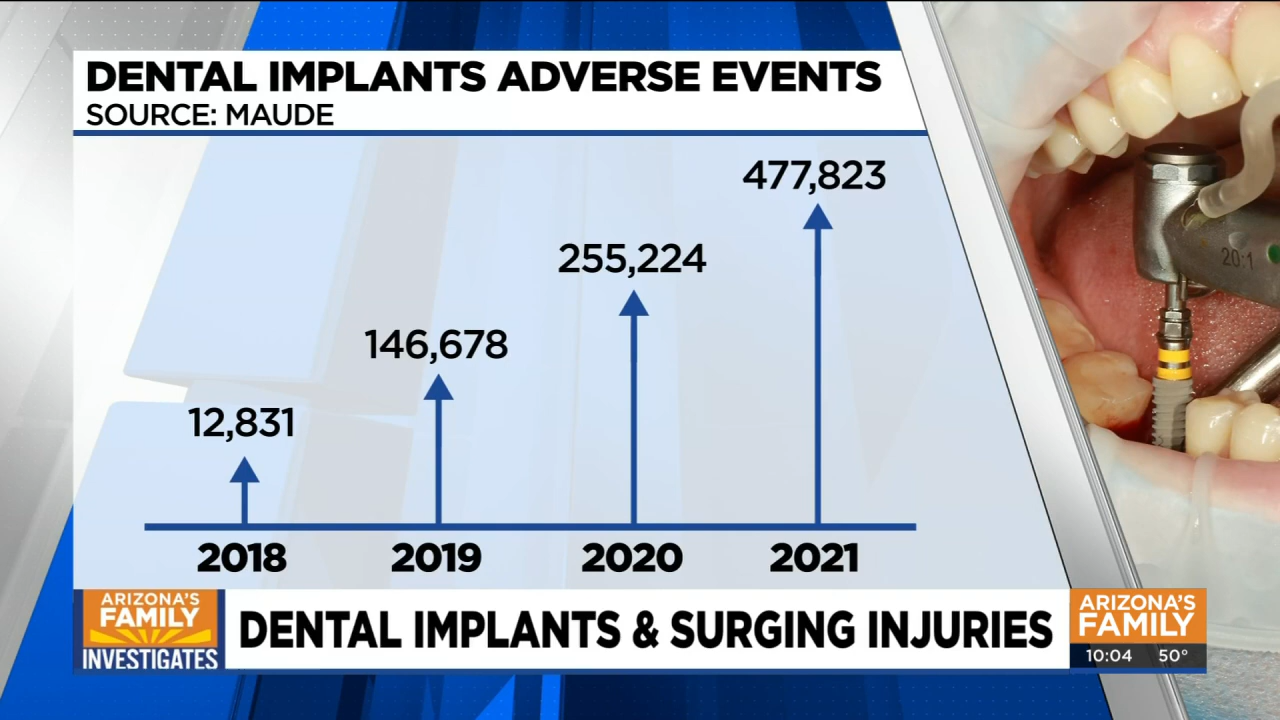 DENTAL IMPLANTS ADVERSE EVENTS
SOURCE: MAUDE
477,823
255,224
146,678
12,831
2018 2019 2020 2021
20:1
ARIZONA'S
FAMILY
INVESTIGATES
DENTAL IMPLANTS & SURGING INJURIES
ARIZONA'S
FAMILY
10:04 50°